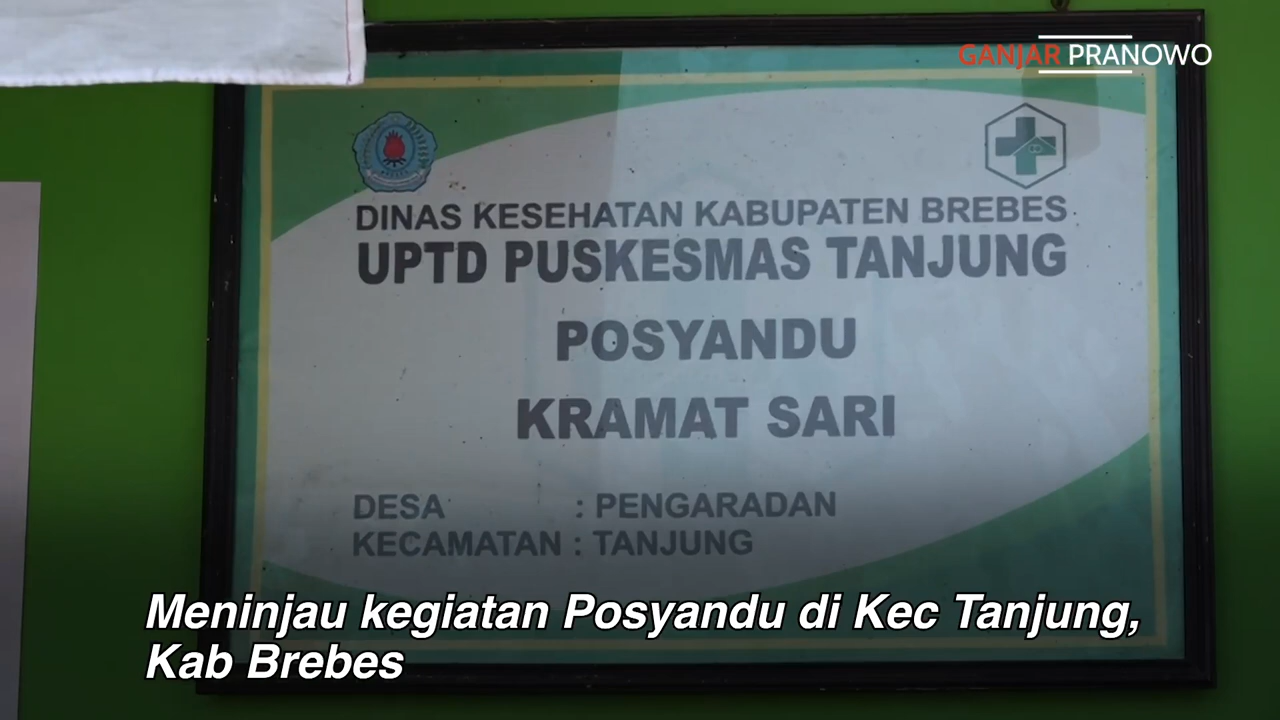 GANJAR PRANOWO
DINAS KESEHATAN KABUPATEN BREBES
UPTD PUSKESMAS TANJUNG
POSYANDU
KRAMAT SARI
DESA : PENGARADAN
KECAMATAN : TANJUNG
Meninjau kegiatan Posyandu di Kec Tanjung,
Kab Brebes